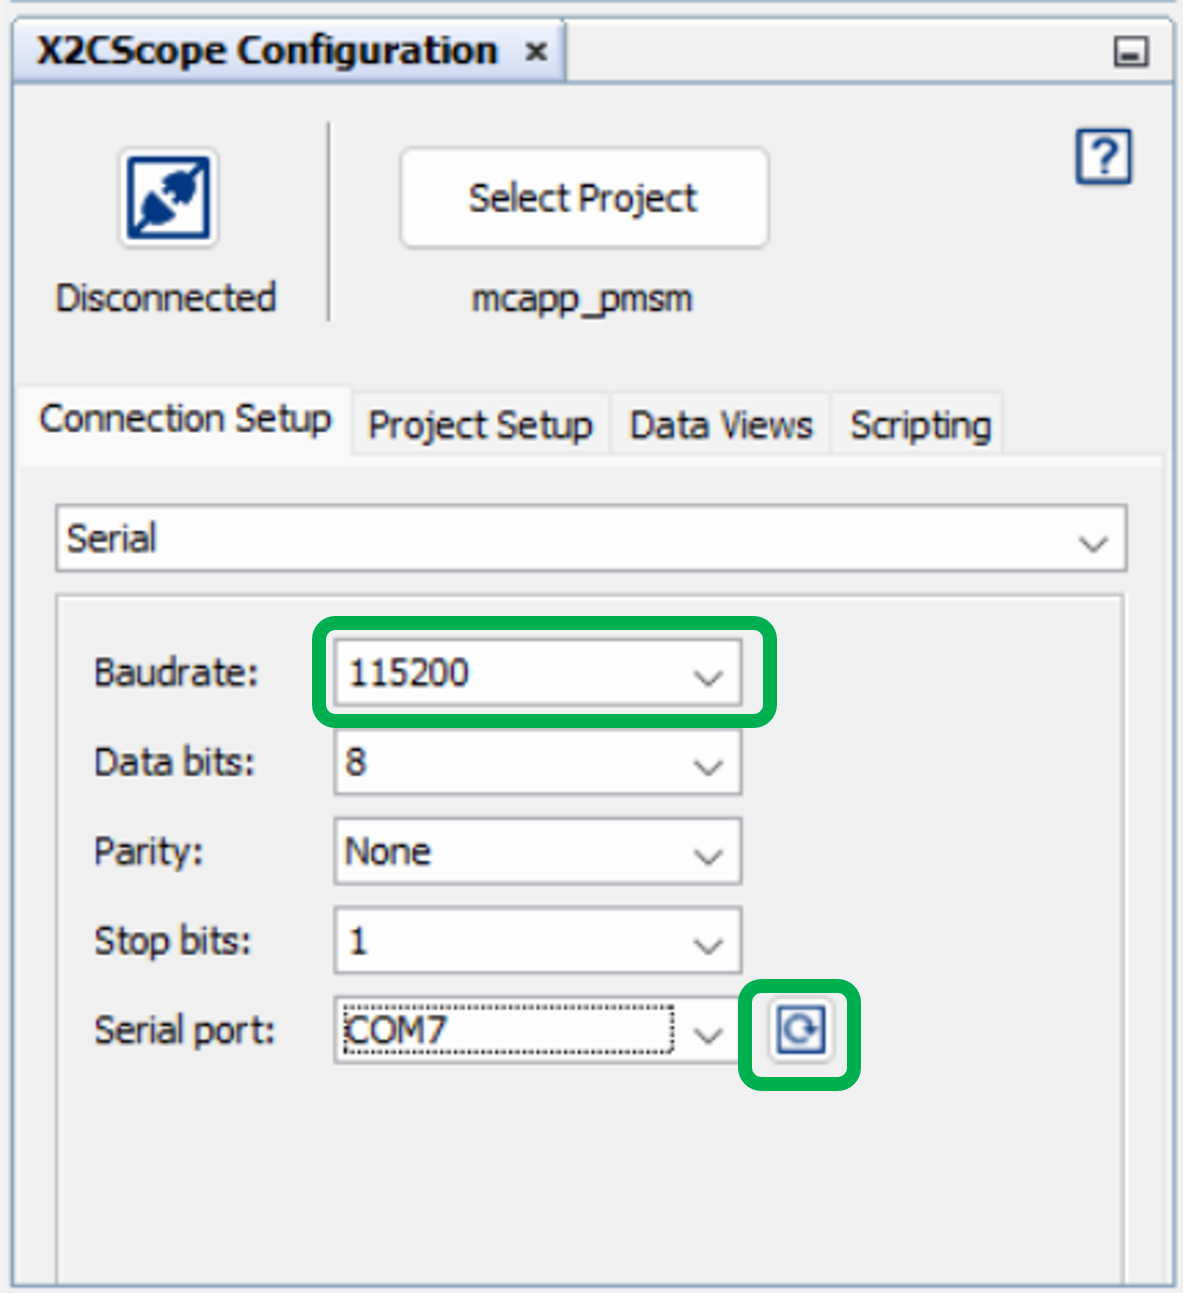 X2CScope Configuration ×
?
Select Project
Disconnected
mcapp_pmsm
Connection Setup Project Setup Data Views Scripting
Serial
Baudrate: 115200
Data bits: 8
Parity: None
Stop bits: 1
Serial port: COM7